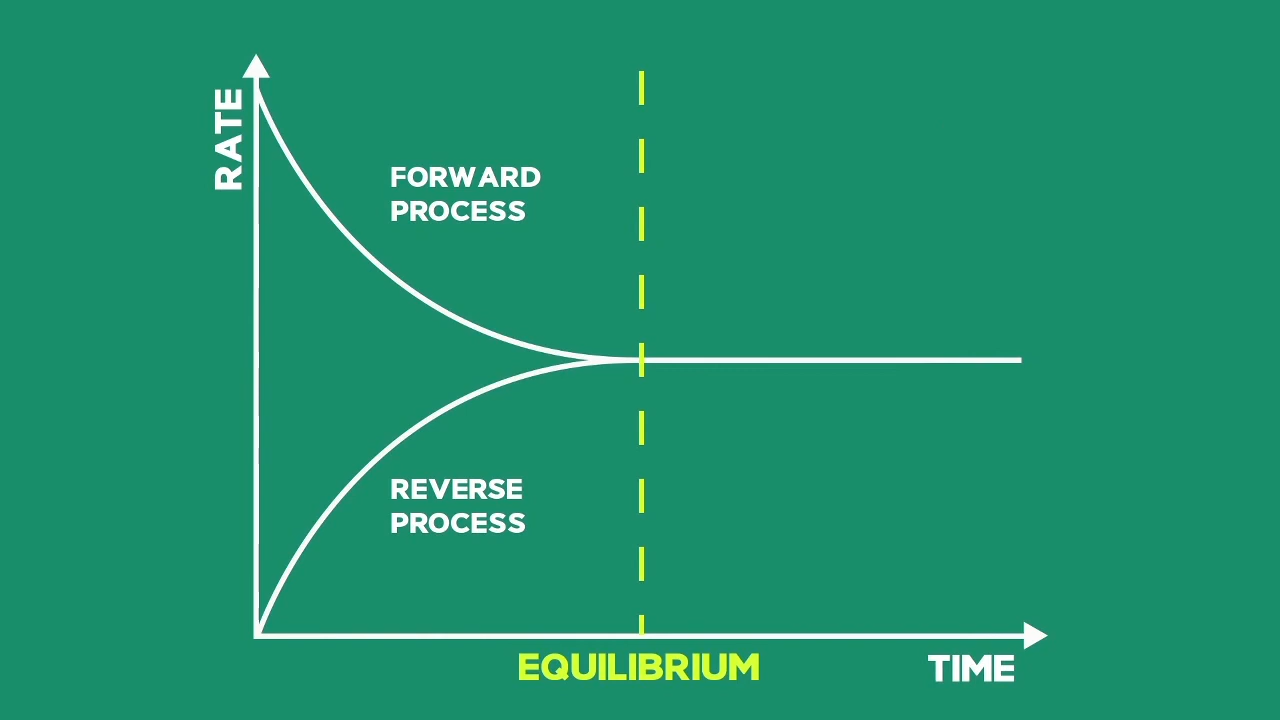 RATE
FORWARD
PROCESS
REVERSE
PROCESS
EQUILIBRIUM
TIME